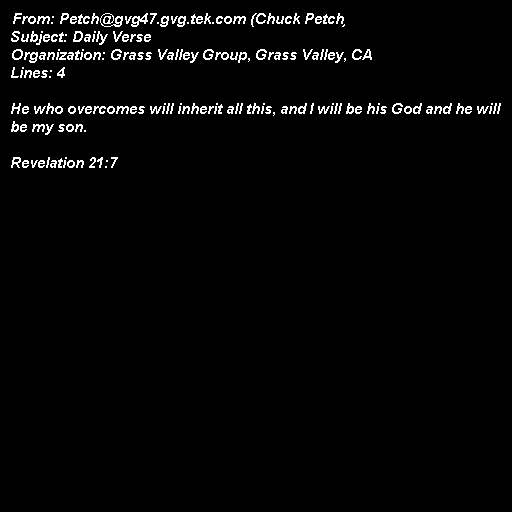 From: Petch@gvg47.gvg.tek.com (Chuck Petch)
Subject: Daily Verse
Organization: Grass Valley Group, Grass Valley, CA
Lines: 4
He who overcomes will inherit all this, and I will be his God and he will
be my son.
Revelation 21:7